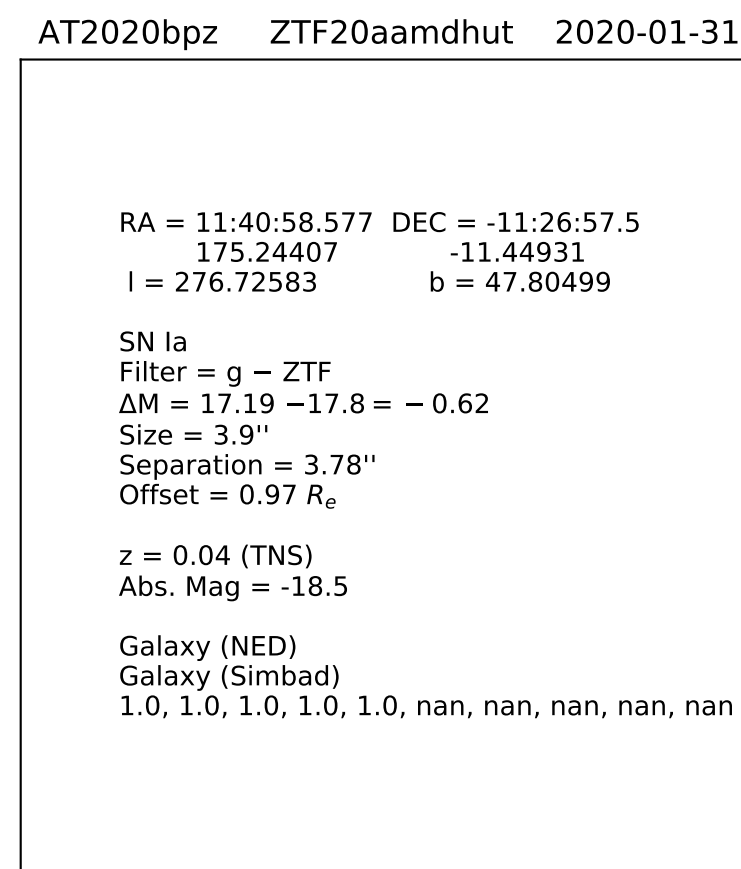 AT2020bpz ZTF20aamdhut 2020-01-31
RA = 11:40:58.577 DEC = -11:26:57.5
175.24407 -11.44931
l = 276.72583 b = 47.80499
SN Ia
Filter = g − ZTF
ΔM = 17.19 −17.8 = − 0.62
Size = 3.9''
Separation = 3.78''
Offset = 0.97 Rₑ
z = 0.04 (TNS)
Abs. Mag = -18.5
Galaxy (NED)
Galaxy (Simbad)
1.0, 1.0, 1.0, 1.0, 1.0, nan, nan, nan, nan, nan